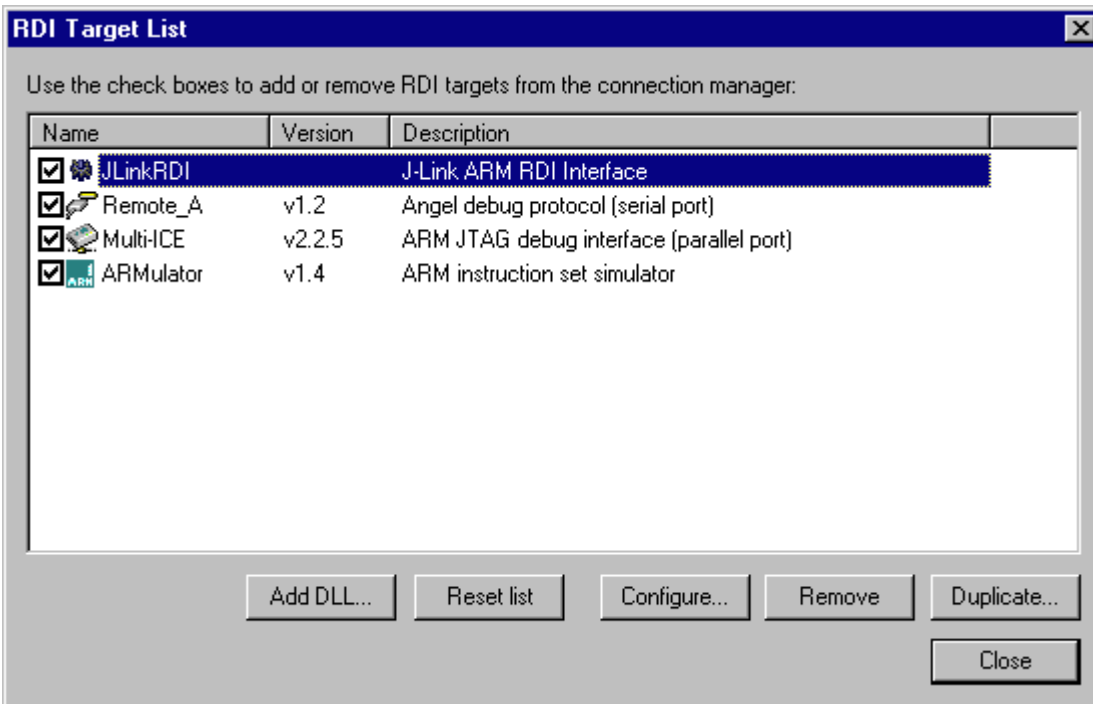 RDI Target List
Use the check boxes to add or remove RDI targets from the connection manager:
Name Version Description
JLinkRDI J-Link ARM RDI Interface
Remote_A v1.2 Angel debug protocol (serial port)
Multi-ICE v2.2.5 ARM JTAG debug interface (parallel port)
ARM ARMulator v1.4 ARM instruction set simulator
Add DLL... Reset list Configure... Remove Duplicate...
Close